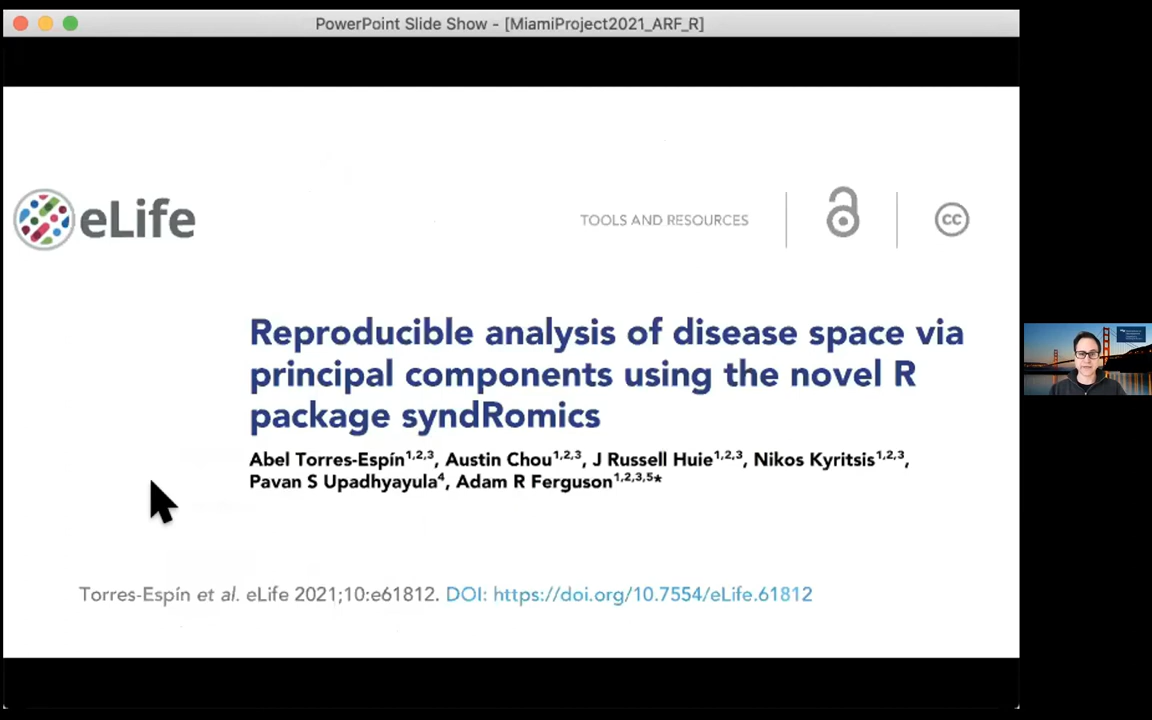 PowerPoint Slide Show - [MiamiProject2021_ARF_R]
eLife
TOOLS AND RESOURCES
cc
Reproducible analysis of disease space via
principal components using the novel R
package syndRomics
Abel Torres-Espín1,2,3, Austin Chou1,2,3, J Russell Huie1,2,3, Nikos Kyritsis1,2,3,
Pavan S Upadhyayula4, Adam R Ferguson1,2,3,5*
Torres-Espín et al. eLife 2021;10:e61812. DOI: https://doi.org/10.7554/eLife.61812